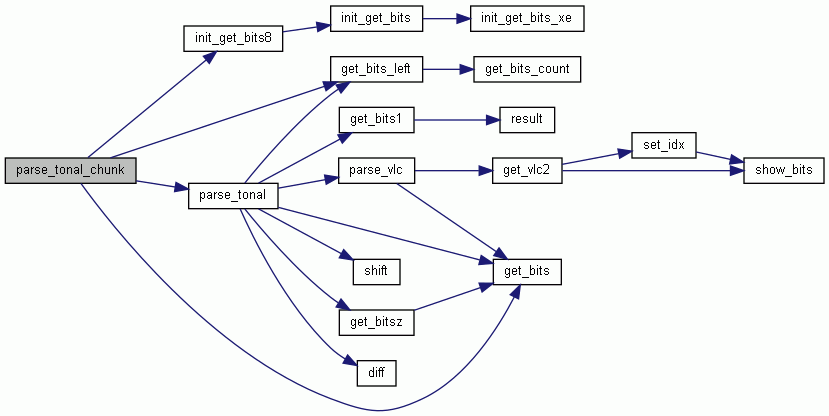 init_get_bits
init_get_bits_xe
init_get_bits8
get_bits_left
get_bits_count
get_bits1
result
set_idx
parse_tonal_chunk
parse_vlc
get_vlc2
show_bits
parse_tonal
shift
get_bits
get_bitsz
diff